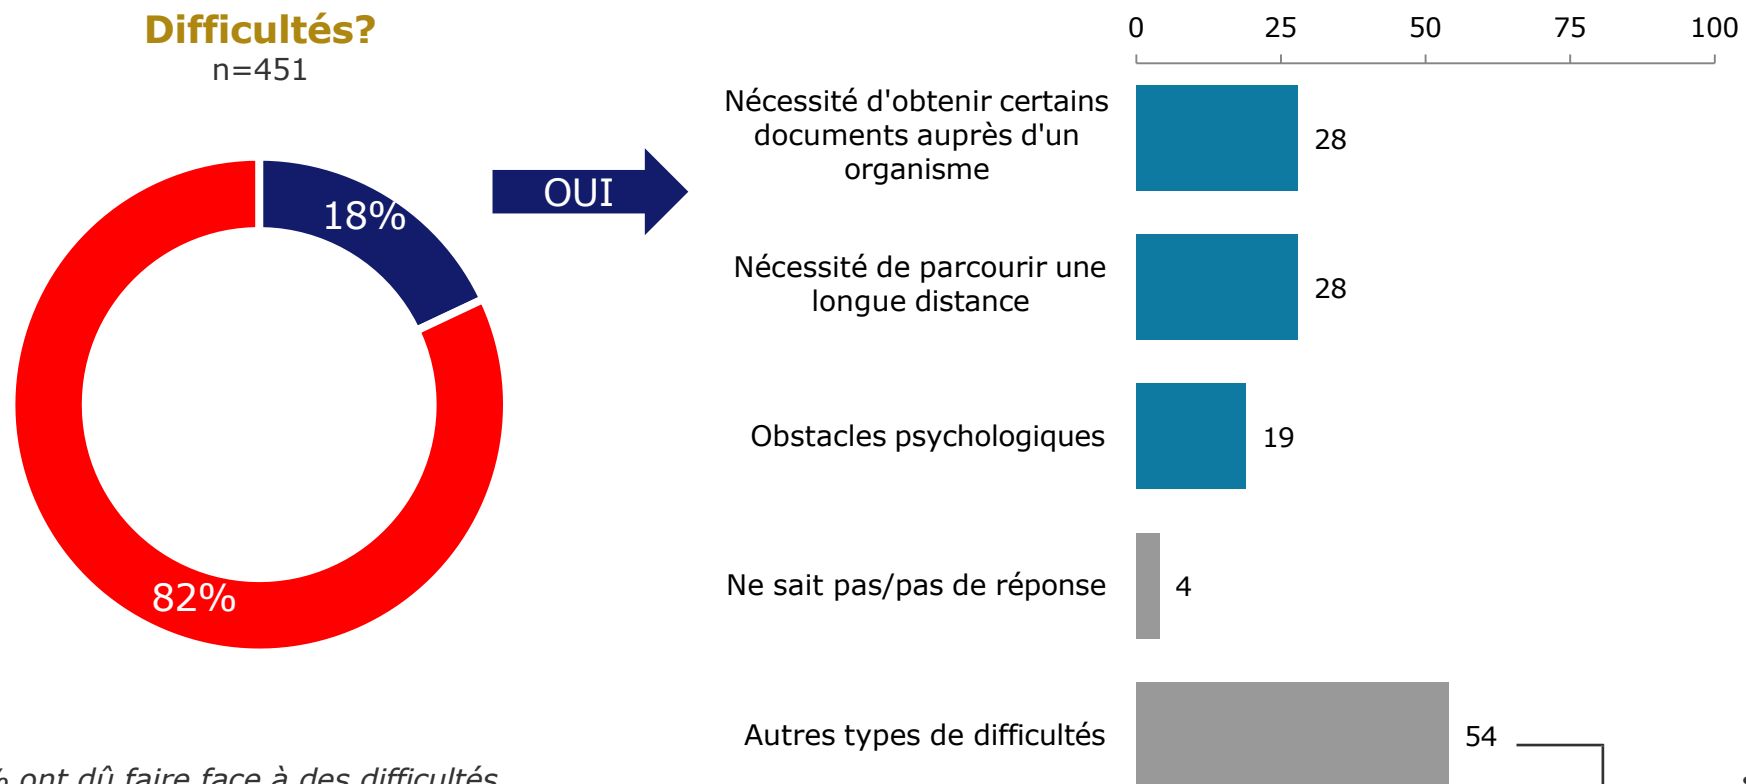 Difficultés?
n=451
18%
82%
OUI
0 25 50 75 100
Nécessité d'obtenir certains
documents auprès d'un
organisme
28
Nécessité de parcourir une
longue distance
28
Obstacles psychologiques
19
Ne sait pas/pas de réponse
4
Autres types de difficultés
54
% ont dû faire face à des difficultés